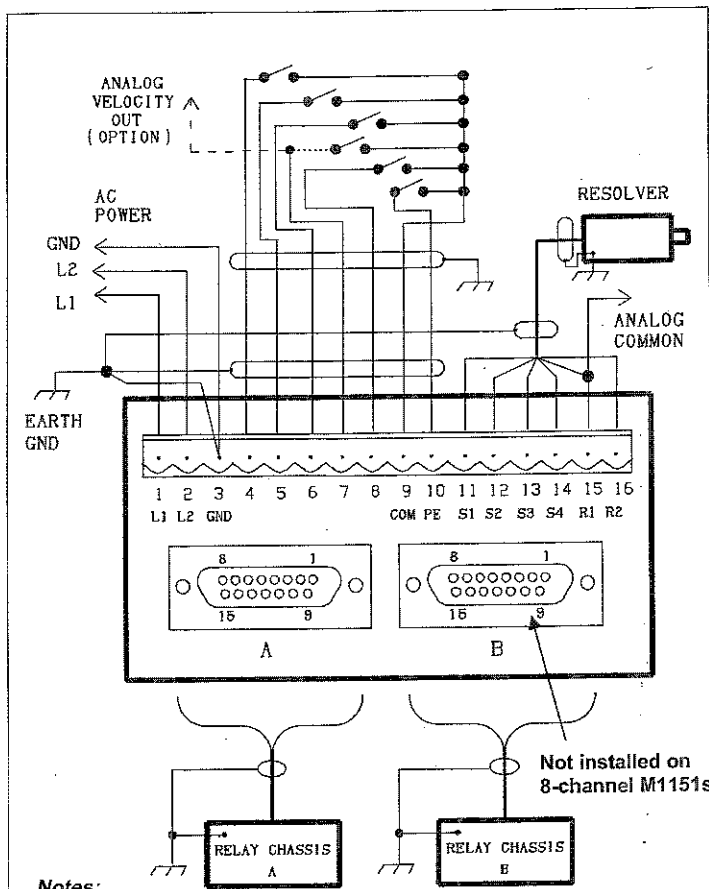 ANALOG
VELOCITY
OUT
(OPTION)
AC
POWER
GND
L2
L1
RESOLVER
ANALOG
COMMON
EARTH
GND
1 2 3 4 5 6 7 8 9 10 11 12 13 14 15 16
L1 L2 GND COM PE S1 S2 S3 S4 R1 R2
8 1
15 9
A
8 1
15 9
B
Not installed on
8-channel M1151s
RELAY CHASSIS
A
RELAY CHASSIS
B
Notes: